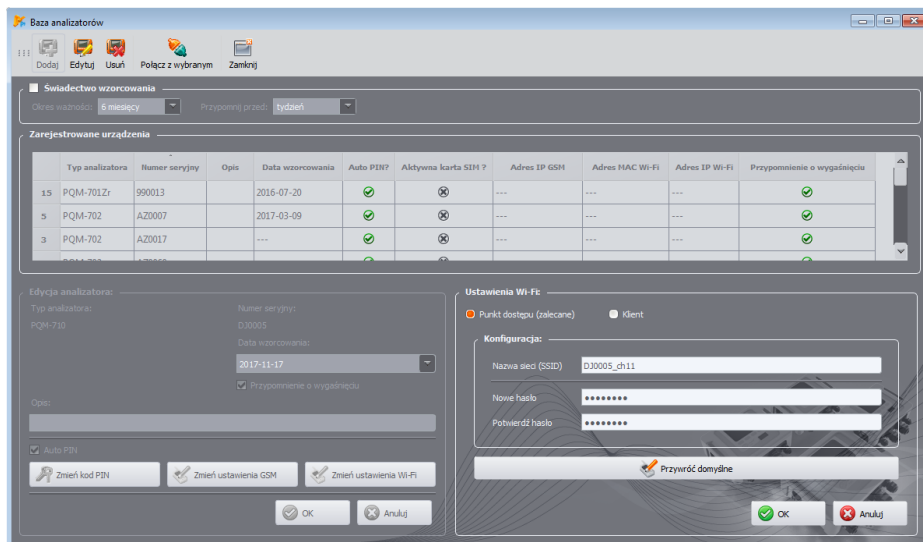 Baza analizatorów
Dodaj Edytuj Usuń Połącz z wybranym Zamknij
Świadectwo wzorcowania
Okres ważności: 6 miesięcy Przypomnij przed: tydzień
Zarejestrowane urządzenia
Typ analizatora Numer seryjny Opis Data wzorcowania Auto PIN? Aktywna karta SIM ? Adres IP GSM Adres MAC Wi-Fi Adres IP Wi-Fi Przypomnienie o wygaśnięciu
15 PQM-701Zr 990013 2016-07-20 --- --- ---
5 PQM-702 AZ0007 2017-03-09 --- --- ---
3 PQM-702 AZ0017 --- --- --- ---
Edycja analizatora:
Typ analizatora: Numer seryjny:
PQM-710 DJ0005
Data wzorcowania:
2017-11-17
Przypomnienie o wygaśnięciu
Opis:
Auto PIN
Zmień kod PIN Zmień ustawienia GSM Zmień ustawienia Wi-Fi
OK Anuluj
Ustawienia Wi-Fi:
Punkt dostępu (zalecane) Klient
Konfiguracja:
Nazwa sieci (SSID) DJ0005_ch11
Nowe hasło ••••••••
Potwierdź hasło ••••••••
Przywróć domyślne
OK Anuluj